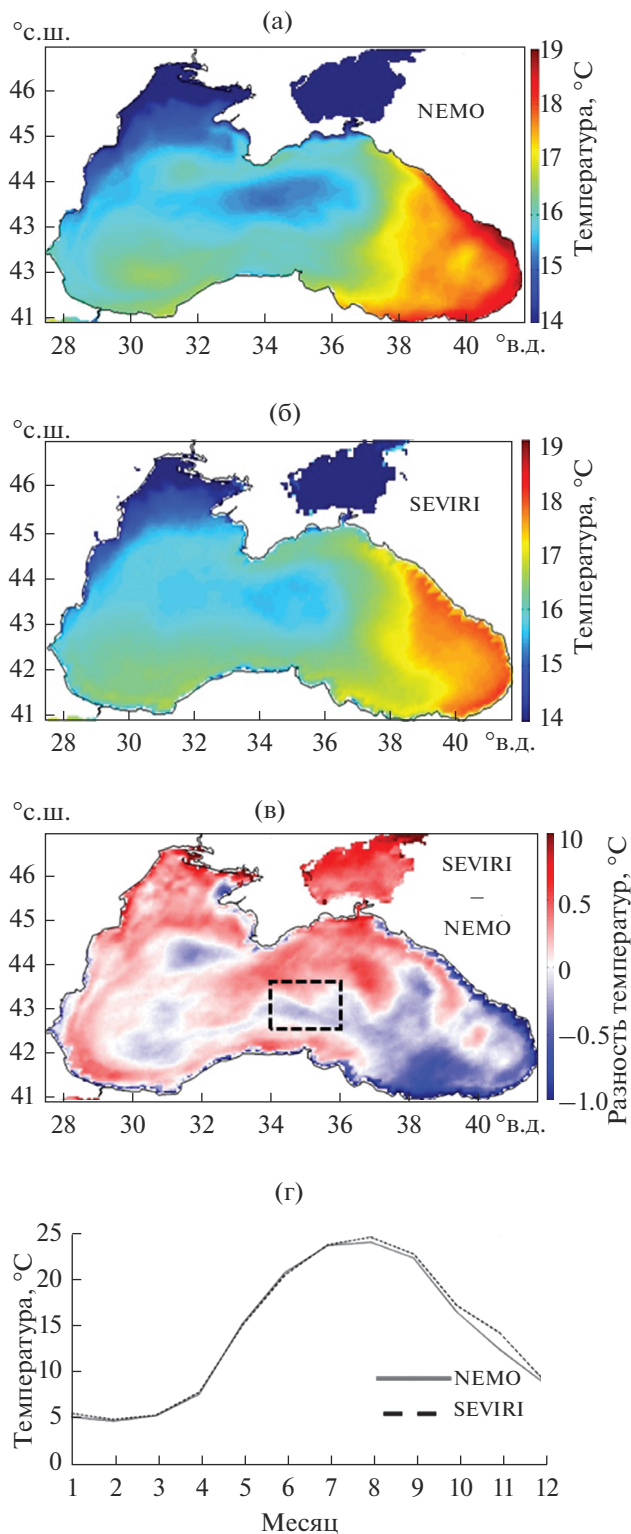 (а)
°с.ш.
46
45
44
43
43
41
28 30 32 34 36 38 40 °в.д.
NEMO
19
18
17
16
15
14
Температура, °C
(б)
°с.ш.
46
45
44
43
42
41
28 30 32 34 36 38 40 °в.д.
SEVIRI
19
18
17
16
15
14
Температура, °C
(в)
°с.ш.
46
45
44
43
42
41
28 30 32 34 36 38 40 °в.д.
SEVIRI
–
NEMO
10
0.5
0
−0.5
−1.0
Разность температур, °C
(г)
Температура, °C
25
20
15
10
5
0
1 2 3 4 5 6 7 8 9 10 11 12
Месяц
NEMO
SEVIRI